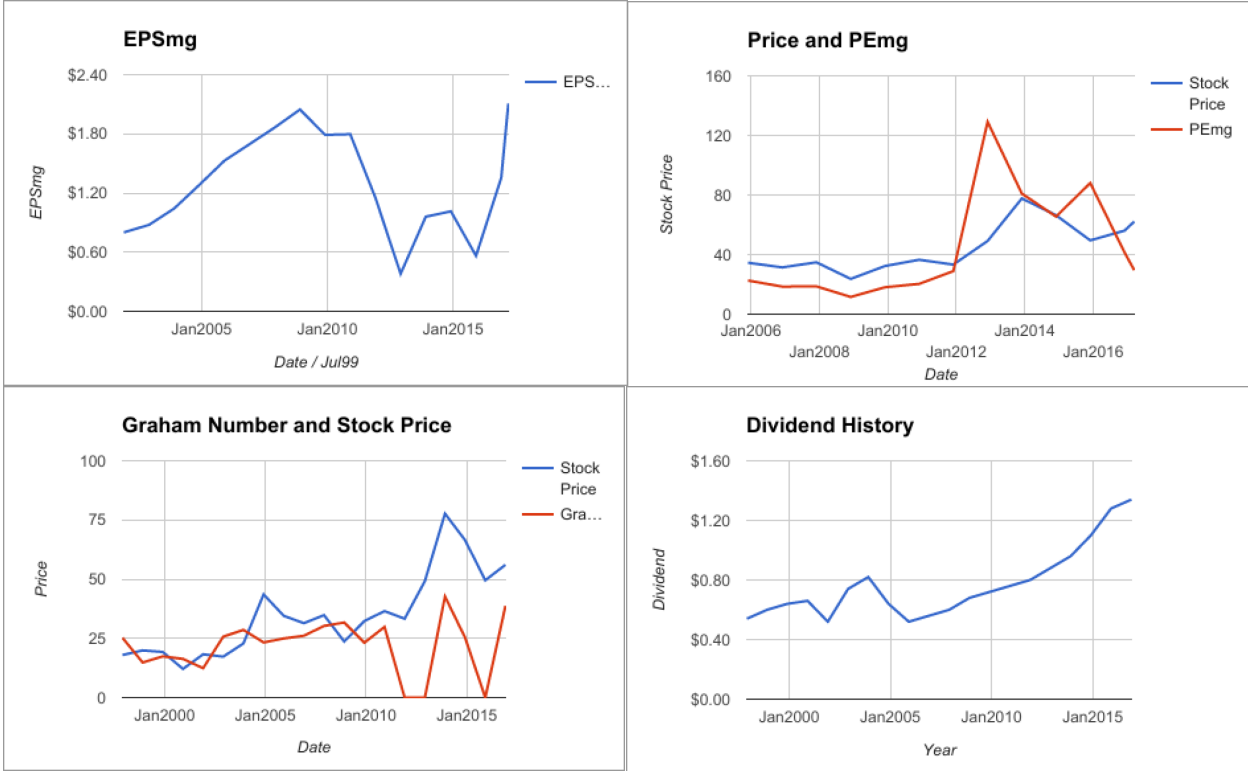 EPSmg
$2.40
$1.80
$1.20
$0.60
$0.00
EPSmg
Jan2005
Jan2010
Jan2015
Date / Jul99
EPS…
Price and PEmg
160
120
80
40
0
Stock Price
Jan2006
Jan2008
Jan2010
Jan2012
Jan2014
Jan2016
Date
Stock
Price
PEmg
Graham Number and Stock Price
100
75
50
25
0
Price
Jan2000
Jan2005
Jan2010
Jan2015
Date
Stock
Price
Gra…
Dividend History
$1.60
$1.20
$0.80
$0.40
$0.00
Dividend
Jan2000
Jan2005
Jan2010
Jan2015
Year